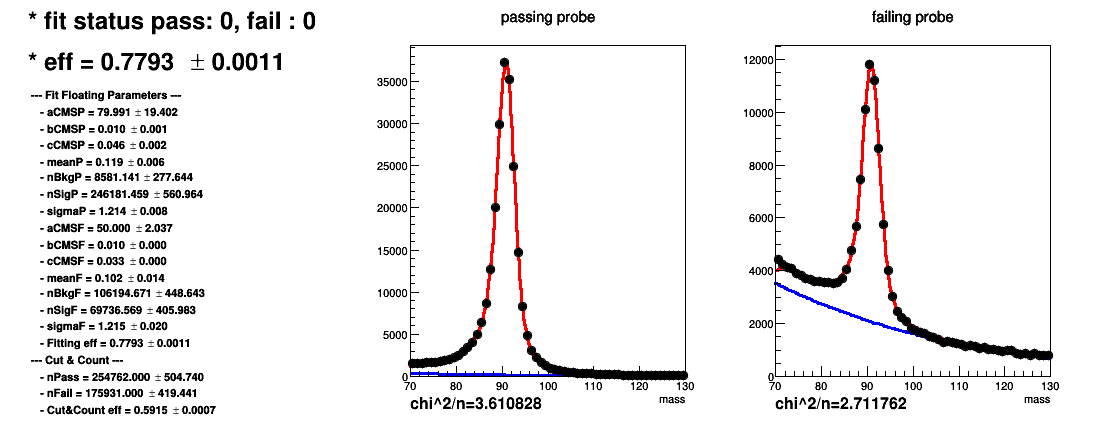 * fit status pass: 0, fail : 0
* eff = 0.7793 ± 0.0011
--- Fit Floating Parameters ---
- aCMSP = 79.991 ± 19.402
- bCMSP = 0.010 ± 0.001
- cCMSP = 0.046 ± 0.002
- meanP = 0.119 ± 0.006
- nBkgP = 8581.141 ± 277.644
- nSigP = 246181.459 ± 560.964
- sigmaP = 1.214 ± 0.008
- aCMSF = 50.000 ± 2.037
- bCMSF = 0.010 ± 0.000
- cCMSF = 0.033 ± 0.000
- meanF = 0.102 ± 0.014
- nBkgF = 106194.671 ± 448.643
- nSigF = 69736.569 ± 405.983
- sigmaF = 1.215 ± 0.020
- Fitting eff = 0.7793 ± 0.0011
--- Cut & Count ---
- nPass = 254762.000 ± 504.740
- nFail = 175931.000 ± 419.441
- Cut&Count eff = 0.5915 ± 0.0007
passing probe
35000
30000
25000
20000
15000
10000
5000
0
70 80 90 100 110 120 130
mass
chi^2/n=3.610828
failing probe
12000
10000
8000
6000
4000
2000
0
70 80 90 100 110 120 130
mass
chi^2/n=2.711762